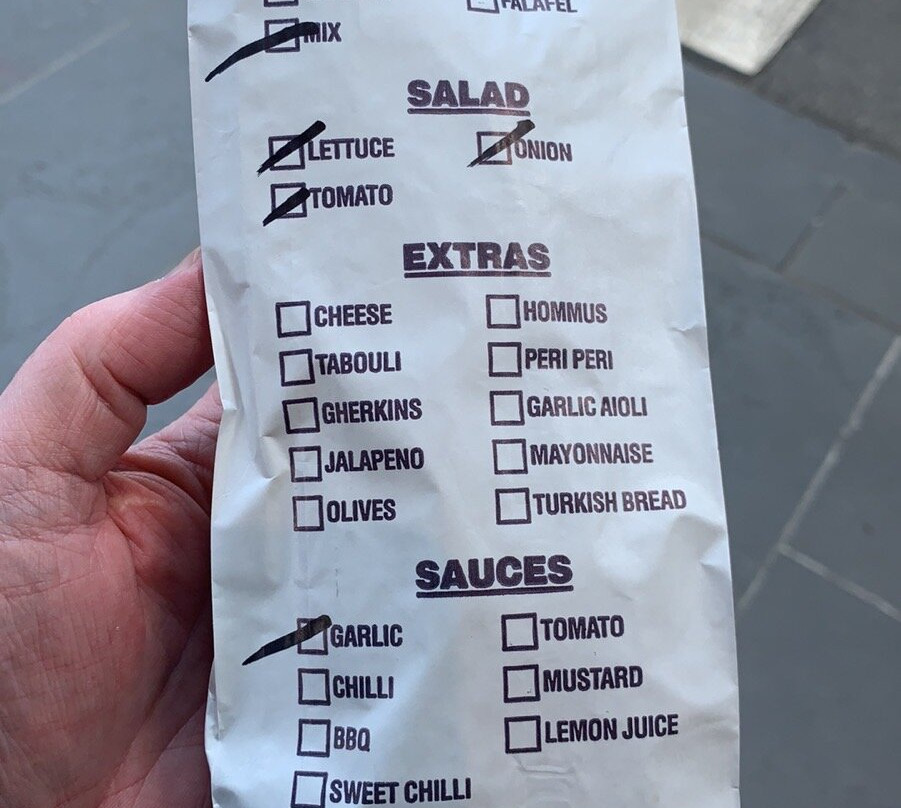 FALAFEL
MIX
SALAD
LETTUCE ONION
TOMATO
EXTRAS
CHEESE HOMMUS
TABOULI PERI PERI
GHERKINS GARLIC AIOLI
JALAPENO MAYONNAISE
OLIVES TURKISH BREAD
SAUCES
GARLIC TOMATO
CHILLI MUSTARD
BBQ LEMON JUICE
SWEET CHILLI